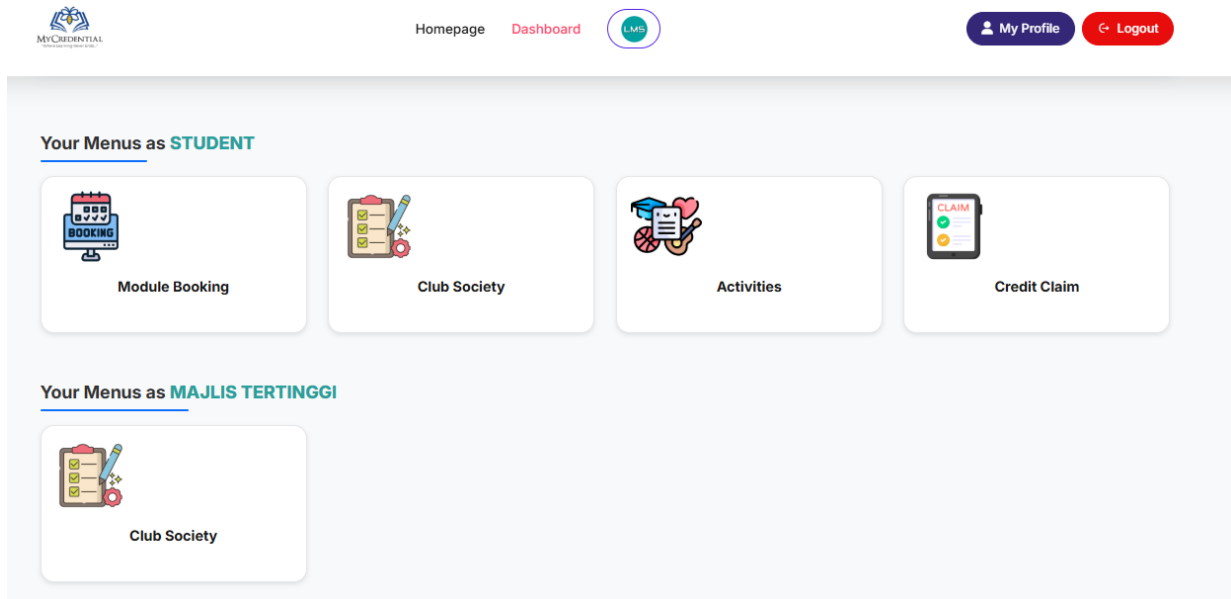 MYCREDENTIAL
Homepage
Dashboard
LMS
My Profile
Logout
Your Menus as STUDENT
BOOKING
Module Booking
Club Society
Activities
CLAIM
Credit Claim
Your Menus as MAJLIS TERTINGGI
Club Society